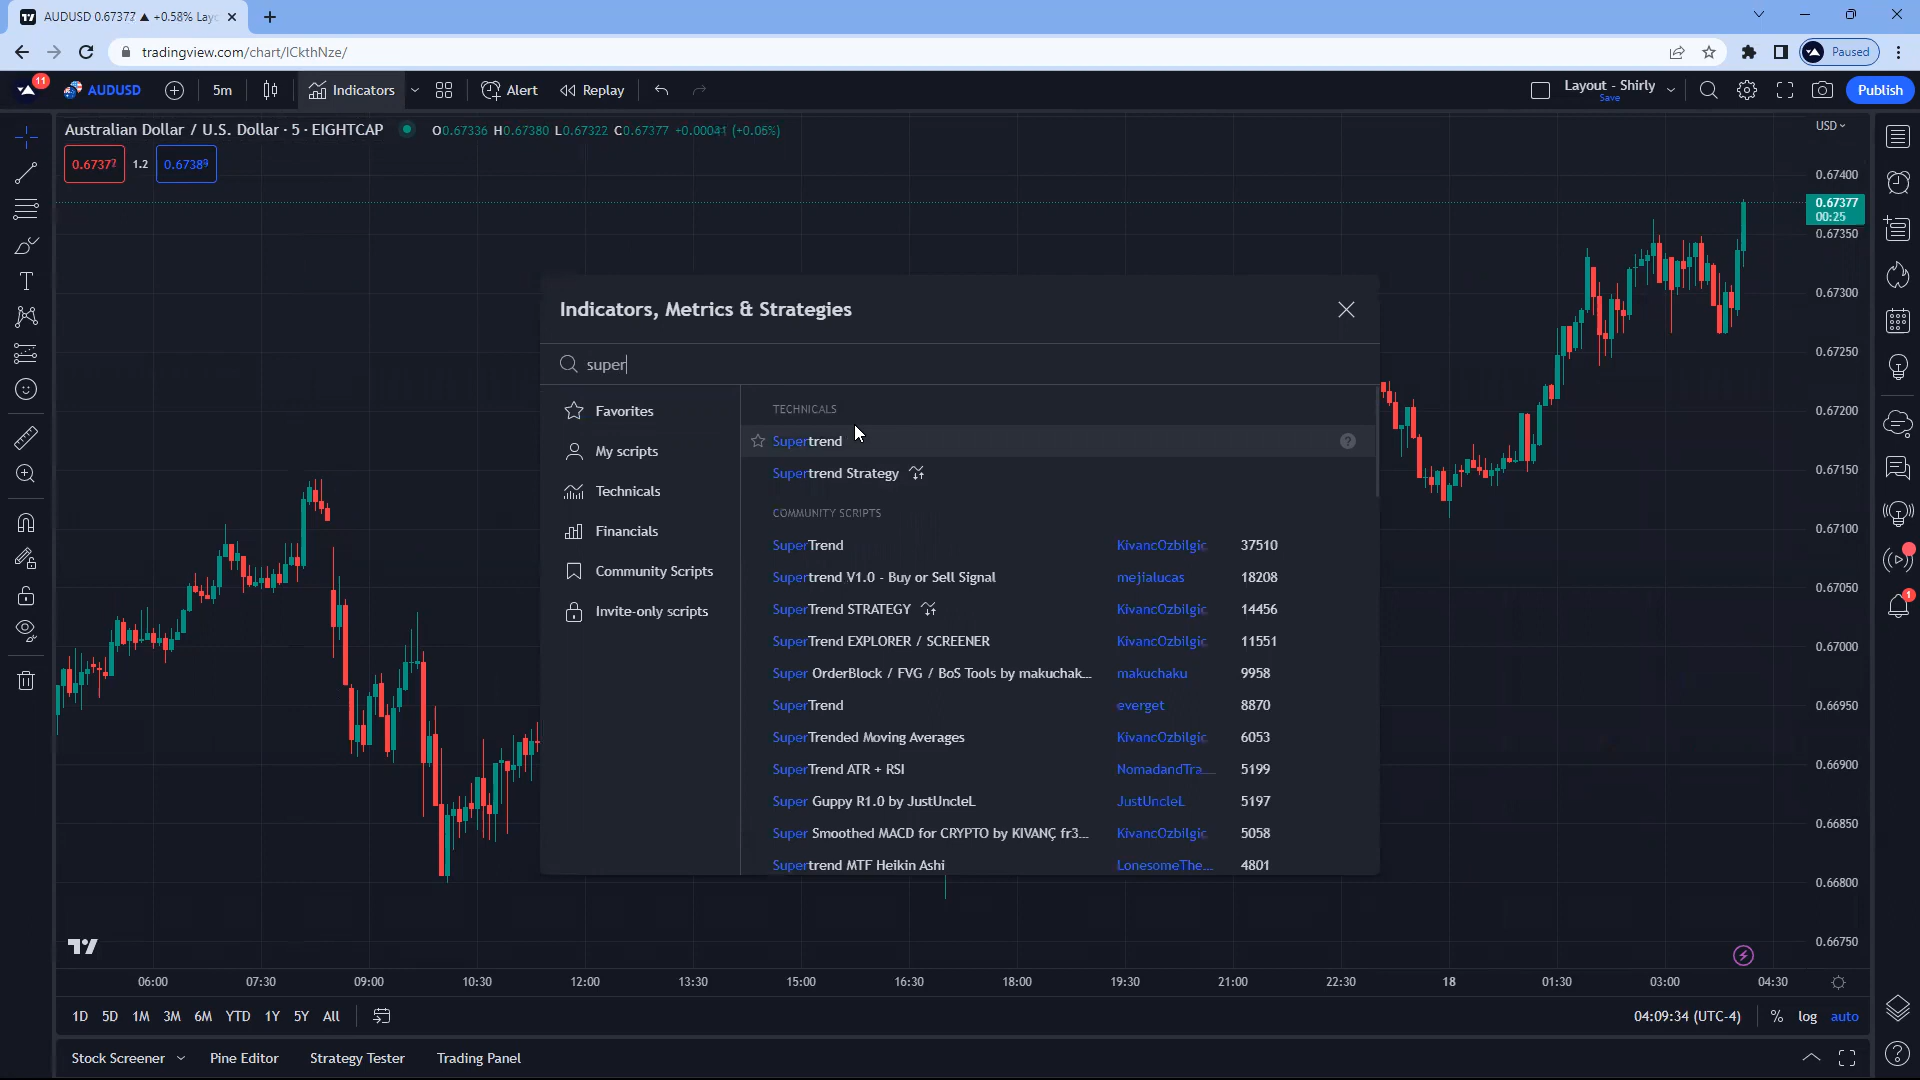 AUDUSD 0.67377 ▲ +0.58% Layo
tradingview.com/chart/lCkthNze/
Paused
11
AUDUSD
5m
Indicators
Alert
Replay
Layout - Shirly
Save
Publish
Australian Dollar / U.S. Dollar · 5 · EIGHTCAP
O0.67336 H0.67380 L0.67322 C0.67377 +0.00041 (+0.06%)
USD
0.67377 1.2 0.67389
0.67400
0.67377
00:25
0.67350
0.67300
0.67250
0.67200
0.67150
0.67100
0.67050
0.67000
0.66950
0.66900
0.66850
0.66800
0.66750
Indicators, Metrics & Strategies
super
Favorites
My scripts
Technicals
Financials
Community Scripts
Invite-only scripts
TECHNICALS
Supertrend
Supertrend Strategy
COMMUNITY SCRIPTS
SuperTrend KivancOzbilgic 37510
Supertrend V1.0 - Buy or Sell Signal mejialucas 18208
SuperTrend STRATEGY KivancOzbilgic 14456
SuperTrend EXPLORER / SCREENER KivancOzbilgic 11551
Super OrderBlock / FVG / BoS Tools by makuchak... makuchaku 9958
SuperTrend everget 8870
SuperTrended Moving Averages KivancOzbilgic 6053
SuperTrend ATR + RSI NomadandTra... 5199
Super Guppy R1.0 by JustUncleL JustUncleL 5197
Super Smoothed MACD for CRYPTO by KIVANÇ fr3... KivancOzbilgic 5058
Supertrend MTF Heikin Ashi LonesomeThe... 4801
1
06:00 07:30 09:00 10:30 12:00 13:30 15:00 16:30 18:00 19:30 21:00 22:30 18 01:30 03:00 04:30
1D 5D 1M 3M 6M YTD 1Y 5Y All
04:09:34 (UTC-4) % log auto
Stock Screener Pine Editor Strategy Tester Trading Panel